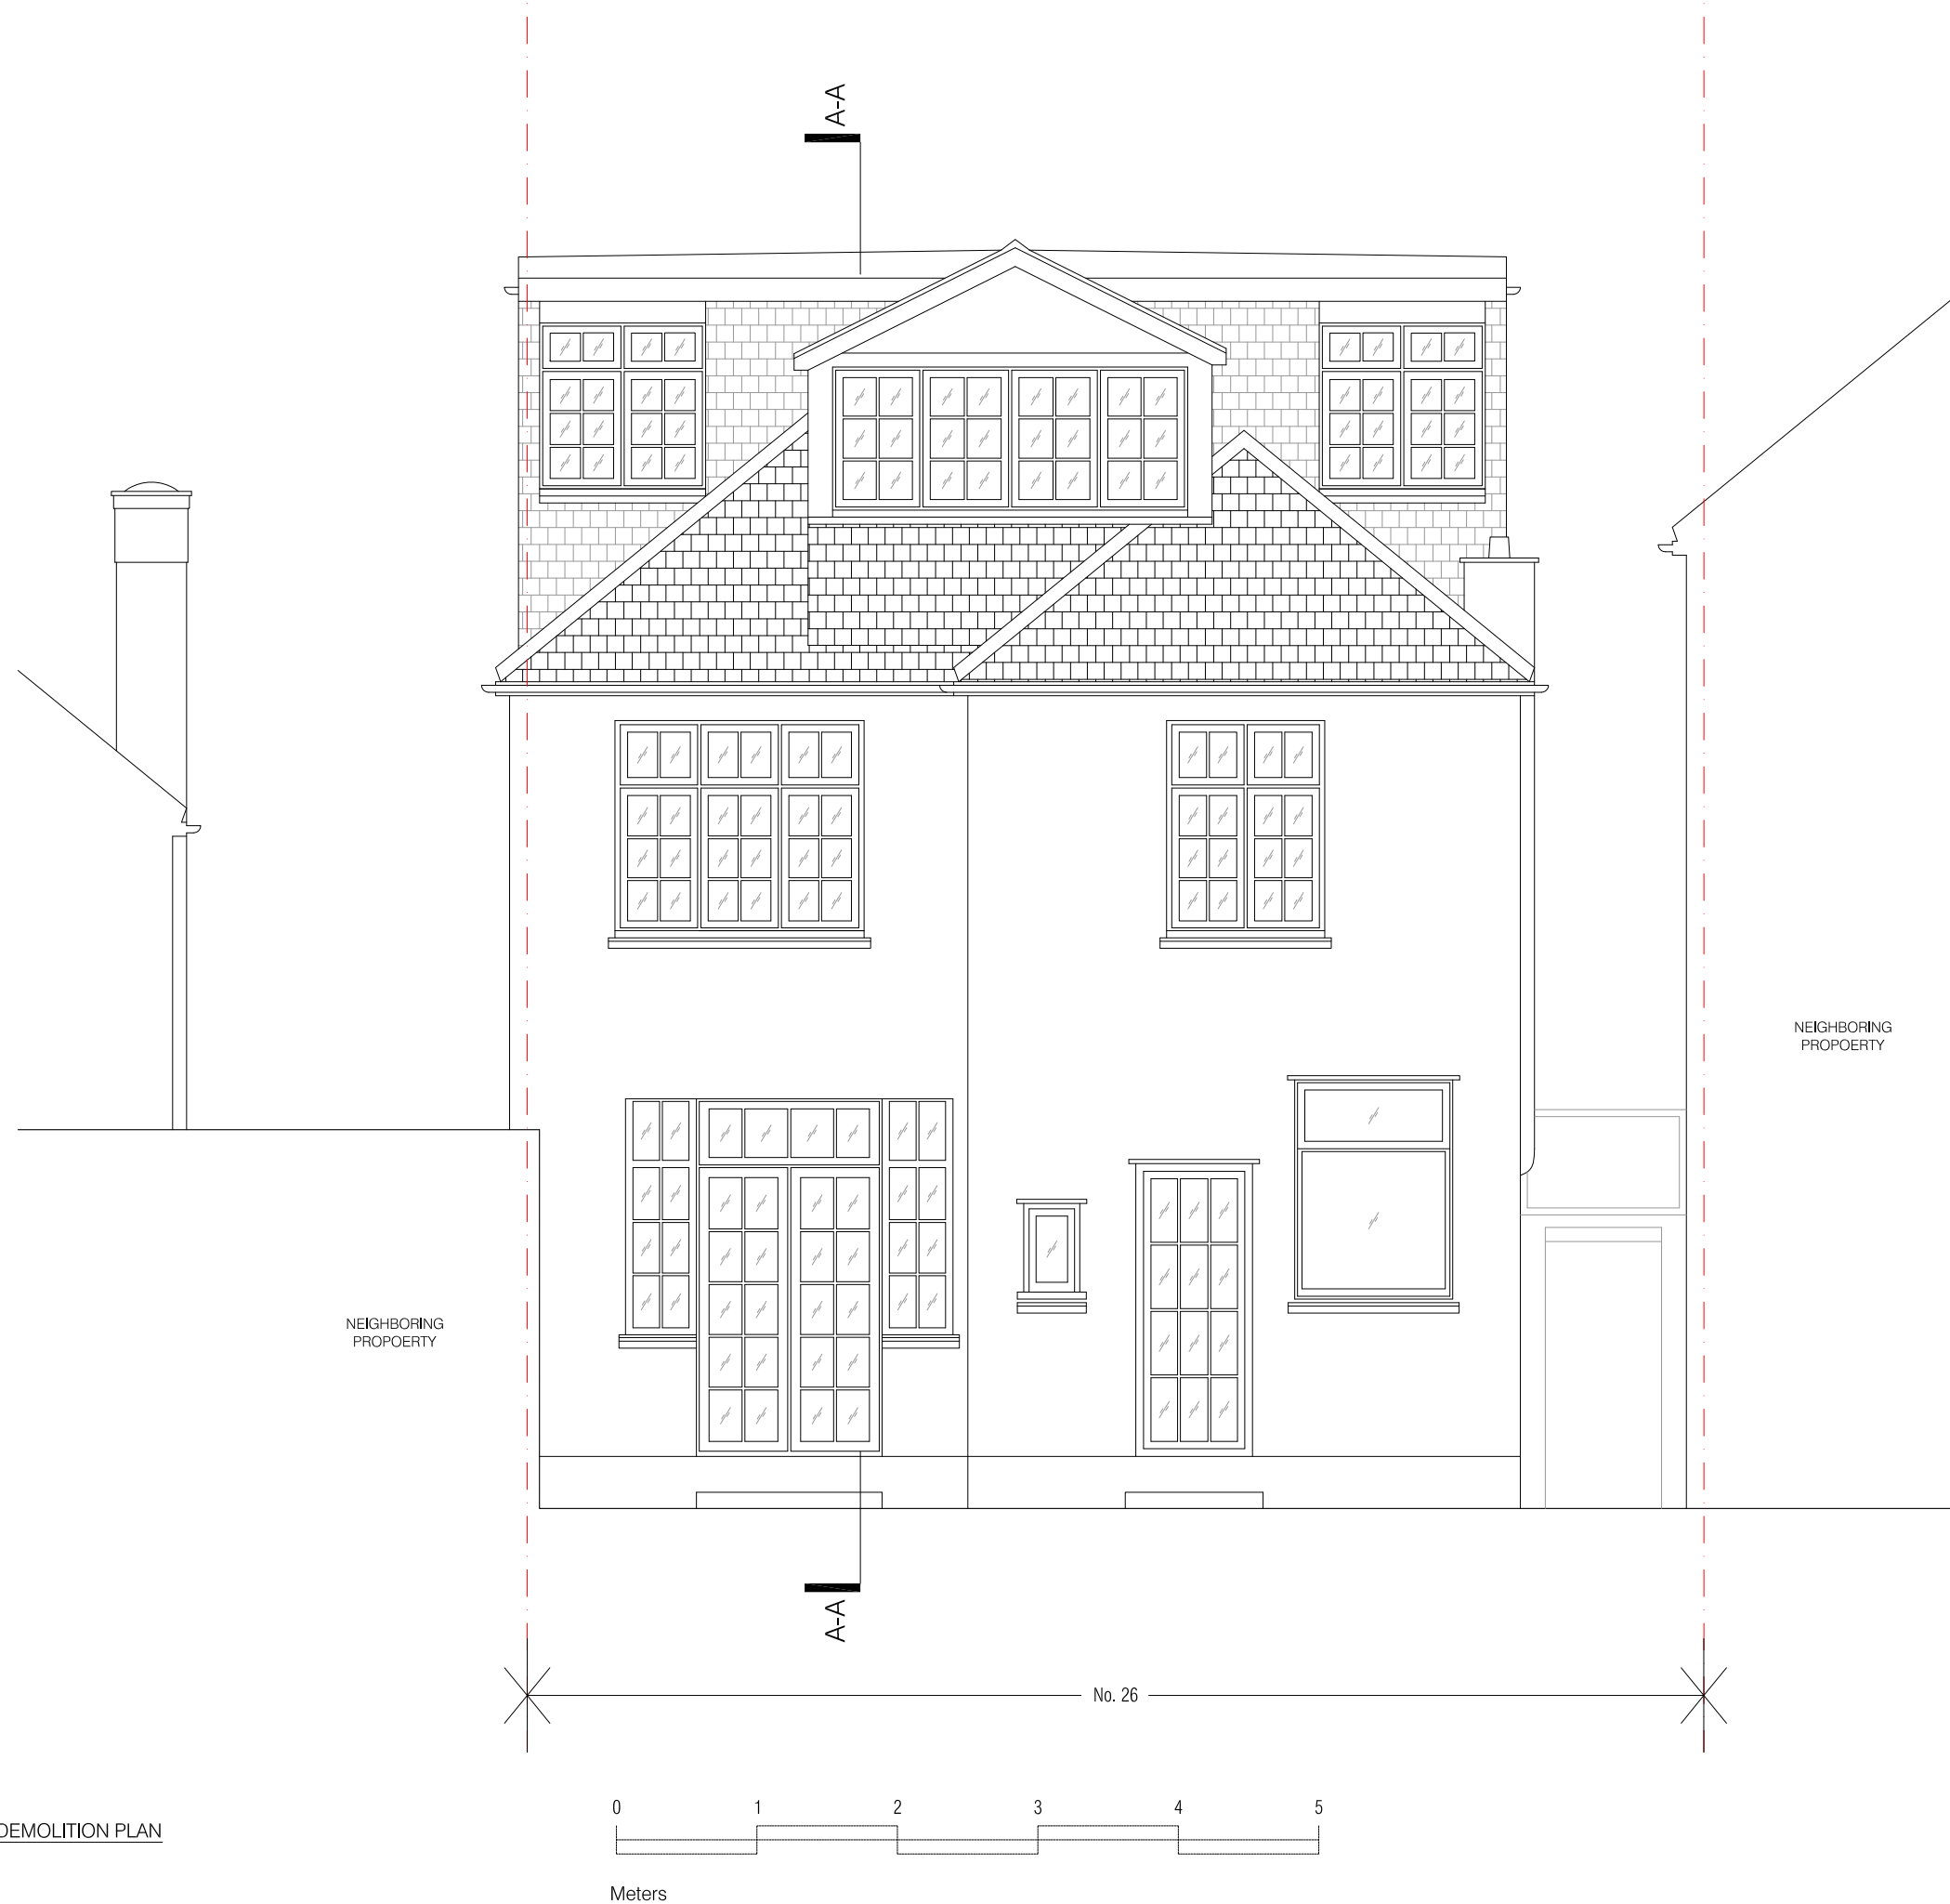 A-A
NEIGHBORING
PROPOERTY
NEIGHBORING
PROPOERTY
A-A
No. 26
0 1 2 3 4 5
DEMOLITION PLAN
Meters